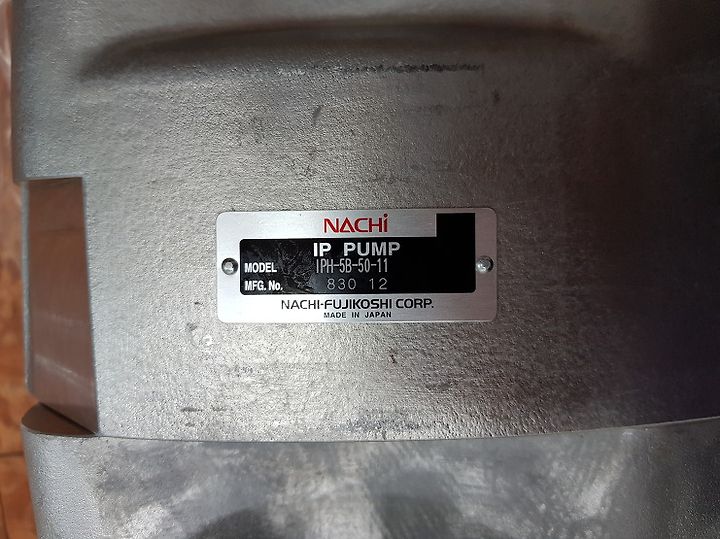 NACHi
IP PUMP
MODEL IPH-5B-50-11
MFG. No. 830 12
NACHI-FUJIKOSHI CORP.
MADE IN JAPAN